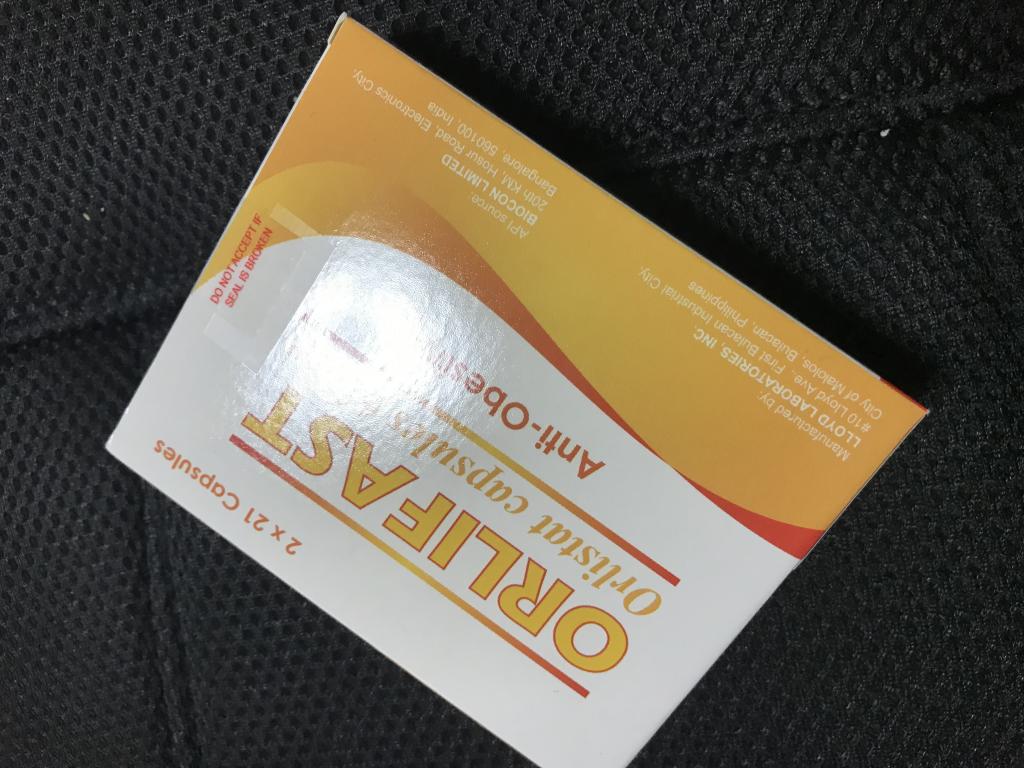 2 x 21 Capsules
ORLIFAST
Orlistat capsules
Anti-Obesity
DO NOT ACCEPT IF
SEAL IS BROKEN
Manufactured by:
LLOYD LABORATORIES, INC.
#10 Lloyd Ave., First Bulacan Industrial City,
City of Malolos, Bulacan, Philippines
API source:
BIOCON LIMITED
20th KM, Hosur Road, Electronics City,
Bangalore, 560100, India